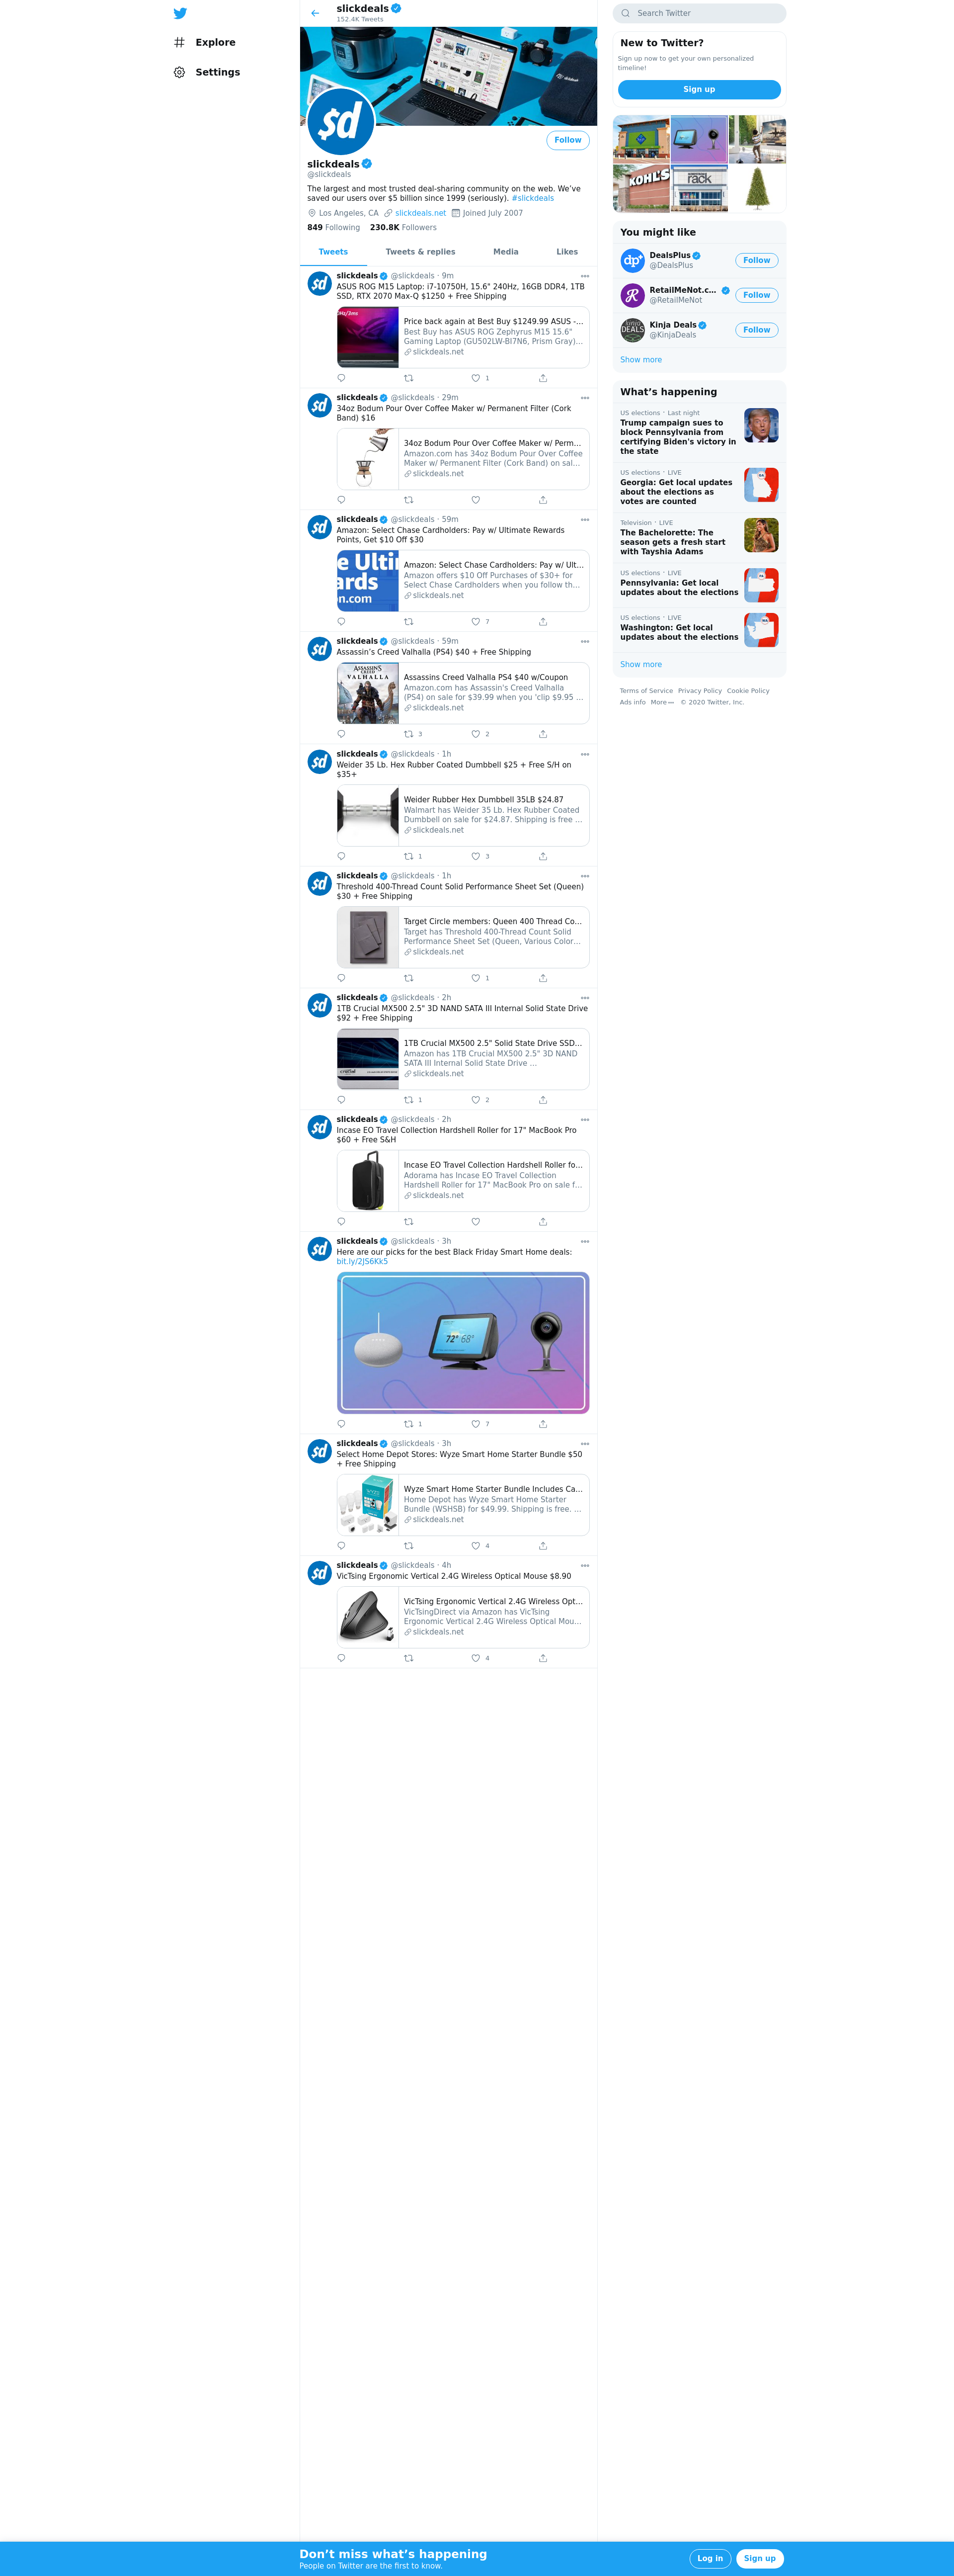 Explore
Settings
slickdeals
152.4K Tweets
$d
Follow
slickdeals
@slickdeals
The largest and most trusted deal-sharing community on the web. We've
saved our users over $5 billion since 1999 (seriously). #slickdeals
Los Angeles, CA slickdeals.net Joined July 2007
849 Following 230.8K Followers
Tweets Tweets & replies Media Likes
slickdeals @slickdeals · 9m
ASUS ROG M15 Laptop: i7-10750H, 15.6" 240Hz, 16GB DDR4, 1TB
SSD, RTX 2070 Max-Q $1250 + Free Shipping
Price back again at Best Buy $1249.99 ASUS -...
Best Buy has ASUS ROG Zephyrus M15 15.6"
Gaming Laptop (GU502LW-BI7N6, Prism Gray)...
slickdeals.net
1
slickdeals @slickdeals · 29m
34oz Bodum Pour Over Coffee Maker w/ Permanent Filter (Cork
Band) $16
34oz Bodum Pour Over Coffee Maker w/ Perm...
Amazon.com has 34oz Bodum Pour Over Coffee
Maker w/ Permanent Filter (Cork Band) on sal...
slickdeals.net
slickdeals @slickdeals · 59m
Amazon: Select Chase Cardholders: Pay w/ Ultimate Rewards
Points, Get $10 Off $30
e Ulti
ards
n.com
Amazon: Select Chase Cardholders: Pay w/ Ult...
Amazon offers $10 Off Purchases of $30+ for
Select Chase Cardholders when you follow th...
slickdeals.net
7
slickdeals @slickdeals · 59m
Assassin's Creed Valhalla (PS4) $40 + Free Shipping
ASSASSIN'S
CREED
VALHALLA
Assassins Creed Valhalla PS4 $40 w/Coupon
Amazon.com has Assassin's Creed Valhalla
(PS4) on sale for $39.99 when you 'clip $9.95 ...
slickdeals.net
3 2
slickdeals @slickdeals · 1h
Weider 35 Lb. Hex Rubber Coated Dumbbell $25 + Free S/H on
$35+
Weider Rubber Hex Dumbbell 35LB $24.87
Walmart has Weider 35 Lb. Hex Rubber Coated
Dumbbell on sale for $24.87. Shipping is free ...
slickdeals.net
1 3
slickdeals @slickdeals · 1h
Threshold 400-Thread Count Solid Performance Sheet Set (Queen)
$30 + Free Shipping
Target Circle members: Queen 400 Thread Co...
Target has Threshold 400-Thread Count Solid
Performance Sheet Set (Queen, Various Color...
slickdeals.net
1
slickdeals @slickdeals · 2h
1TB Crucial MX500 2.5" 3D NAND SATA III Internal Solid State Drive
$92 + Free Shipping
crucial
1TB Crucial MX500 2.5" Solid State Drive SSD...
Amazon has 1TB Crucial MX500 2.5" 3D NAND
SATA III Internal Solid State Drive ...
slickdeals.net
1 2
slickdeals @slickdeals · 2h
Incase EO Travel Collection Hardshell Roller for 17" MacBook Pro
$60 + Free S&H
Incase EO Travel Collection Hardshell Roller fo...
Adorama has Incase EO Travel Collection
Hardshell Roller for 17" MacBook Pro on sale f...
slickdeals.net
slickdeals @slickdeals · 3h
Here are our picks for the best Black Friday Smart Home deals:
bit.ly/2JS6Kk5
72° 68°
1 7
slickdeals @slickdeals · 3h
Select Home Depot Stores: Wyze Smart Home Starter Bundle $50
+ Free Shipping
Wyze Smart Home Starter Bundle Includes Ca...
Home Depot has Wyze Smart Home Starter
Bundle (WSHSB) for $49.99. Shipping is free. ...
slickdeals.net
4
slickdeals @slickdeals · 4h
VicTsing Ergonomic Vertical 2.4G Wireless Optical Mouse $8.90
VicTsing Ergonomic Vertical 2.4G Wireless Opt...
VicTsingDirect via Amazon has VicTsing
Ergonomic Vertical 2.4G Wireless Optical Mou...
slickdeals.net
4
Search Twitter
New to Twitter?
Sign up now to get your own personalized
timeline!
Sign up
KOHL'S
rack
You might like
dp+
DealsPlus
@DealsPlus
Follow
RetailMeNot.c...
@RetailMeNot
Follow
DEALS
Kinja Deals
@KinjaDeals
Follow
Show more
What's happening
US elections · Last night
Trump campaign sues to
block Pennsylvania from
certifying Biden's victory in
the state
US elections · LIVE
Georgia: Get local updates
about the elections as
votes are counted
Television · LIVE
The Bachelorette: The
season gets a fresh start
with Tayshia Adams
US elections · LIVE
Pennsylvania: Get local
updates about the elections
US elections · LIVE
Washington: Get local
updates about the elections
Show more
Terms of Service Privacy Policy Cookie Policy
Ads info More © 2020 Twitter, Inc.
Don't miss what's happening
People on Twitter are the first to know.
Log in
Sign up